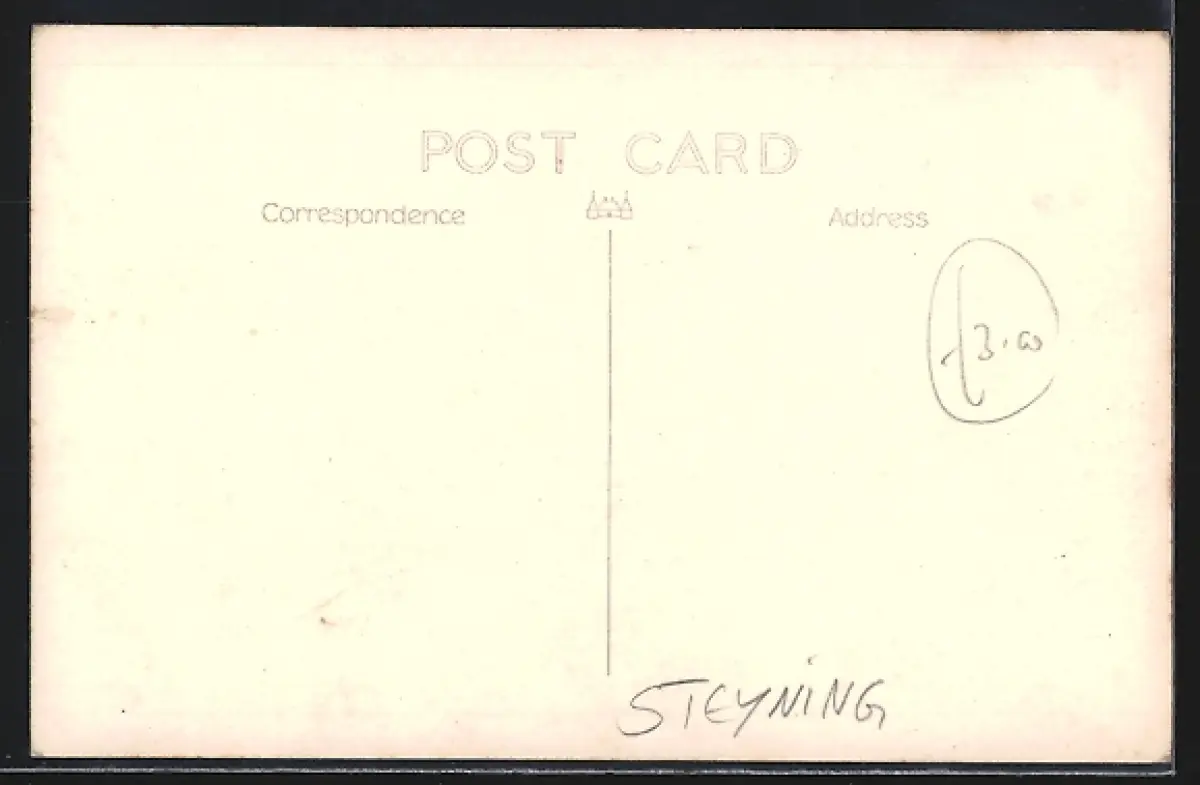 POST CARD
Correspondence
Address
£3.00
STEYNING